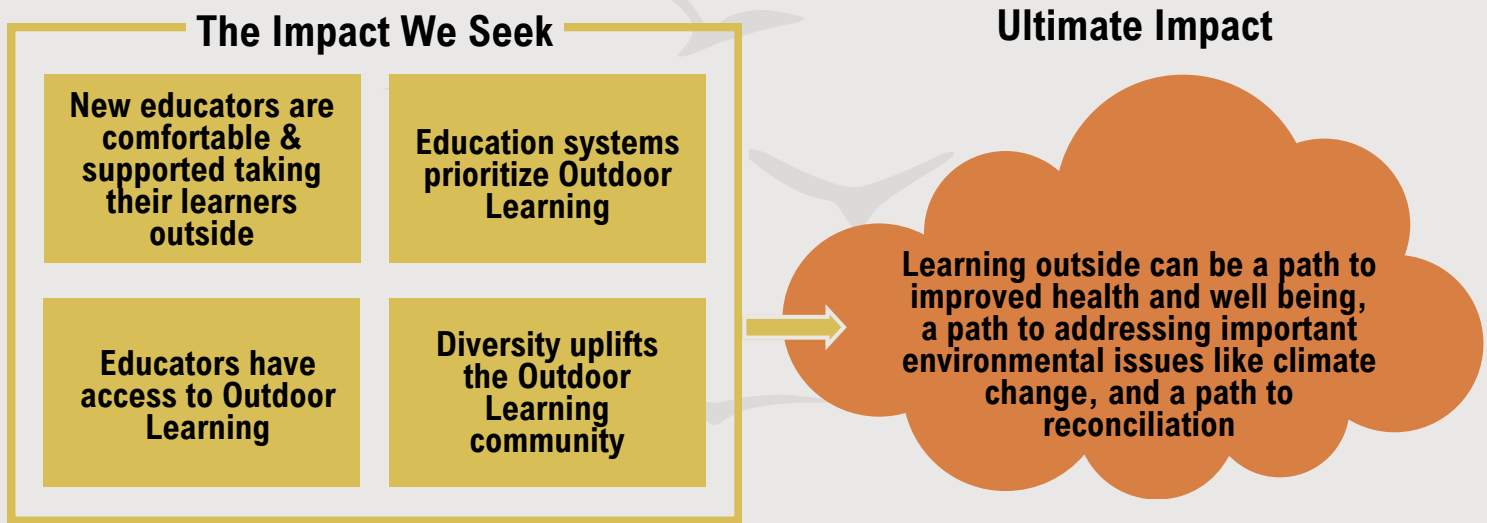 The Impact We Seek
New educators are
comfortable &
supported taking
their learners
outside
Education systems
prioritize Outdoor
Learning
Educators have
access to Outdoor
Learning
Diversity uplifts
the Outdoor
Learning
community
Ultimate Impact
Learning outside can be a path to
improved health and well being,
a path to addressing important
environmental issues like climate
change, and a path to
reconciliation